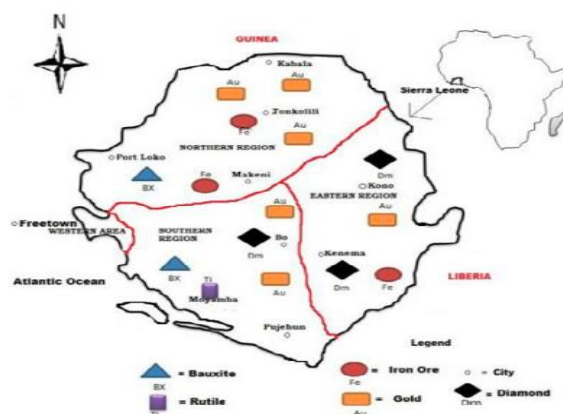 N
GUINEA
Kabala
Au
Au
Sierra Leone
Tonkolili
Fe
Au
NORTHERN REGION
Port Loko
Fe
Makeni
BX
Dm
Kono
EASTERN REGION
Au
Au
Freetown
WESTERN AREA
SOUTHERN
REGION
Bo
Dm
Kenema
Atlantic Ocean
BX
TI
Moyamba
Au
Dm
Fe
LIBERIA
Pujehun
Legend
= Bauxite
BX
= Iron Ore
Fe
= City
= Rutile
= Gold
Au
= Diamond
Dm